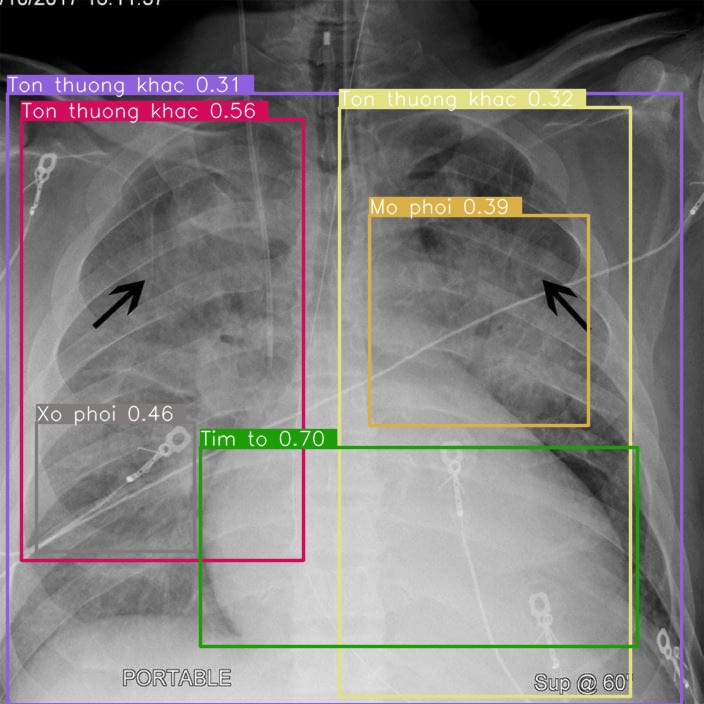 Ton thuong khac 0.31
Ton thuong khac 0.56
Ton thuong khac 0.32
Mo phoi 0.39
Xo phoi 0.46
Tim to 0.70
PORTABLE
Sup @ 60°